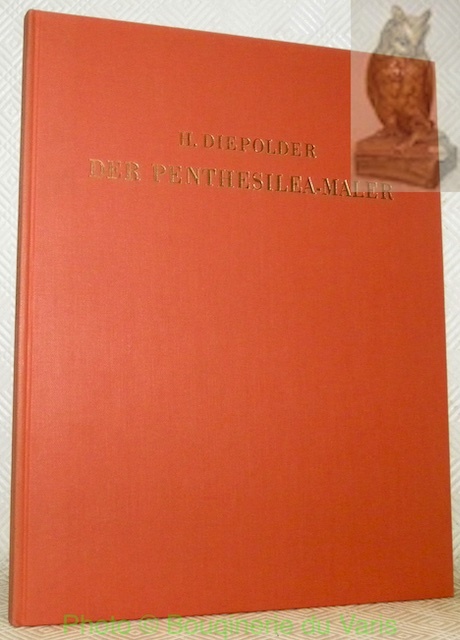 H. DIEPOLDER
DER PENTHESILEA-MALER
Photo © Bouquinerie du Varis